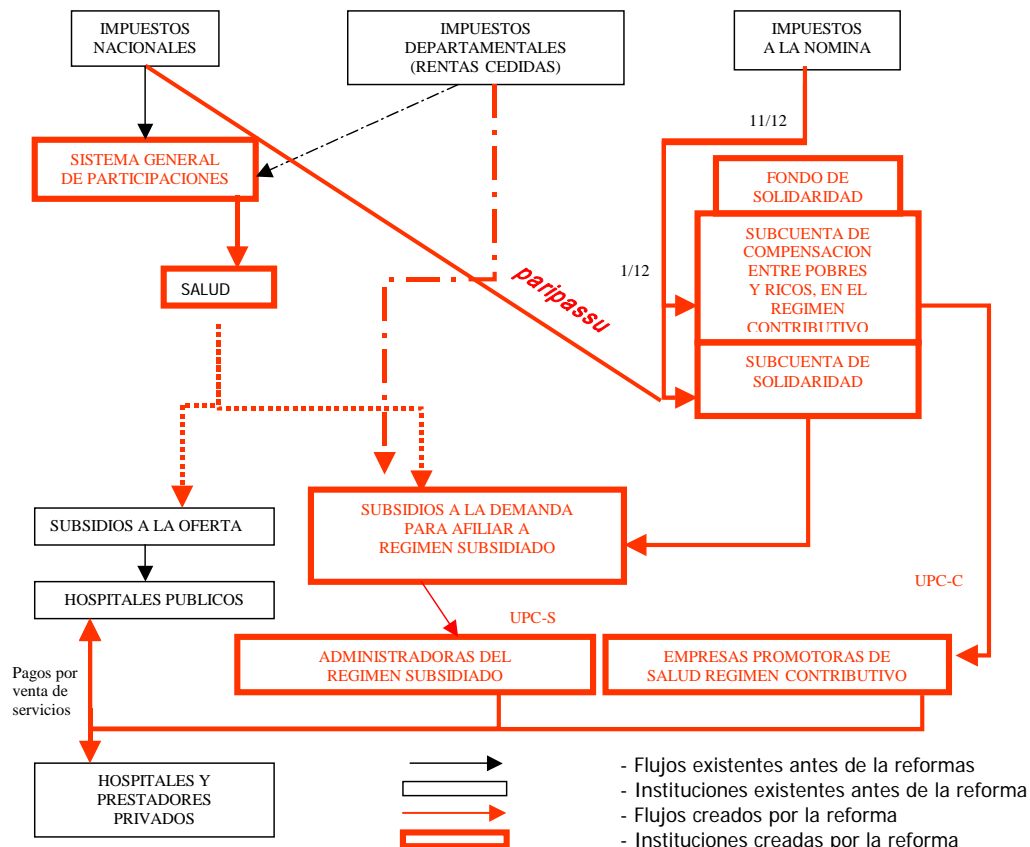 IMPUESTOS
NACIONALES
IMPUESTOS
DEPARTAMENTALES
(RENTAS CEDIDAS)
IMPUESTOS
A LA NOMINA
11/12
SISTEMA GENERAL
DE PARTICIPACIONES
FONDO DE
SOLIDARIDAD
SUBCUENTA DE
COMPENSACION
ENTRE POBRES
Y RICOS, EN EL
REGIMEN
CONTRIBUTIVO
1/12
paripassu
SALUD
SUBCUENTA DE
SOLIDARIDAD
SUBSIDIOS A LA OFERTA
SUBSIDIOS A LA DEMANDA
PARA AFILIAR A
REGIMEN SUBSIDIADO
HOSPITALES PUBLICOS
UPC-C
UPC-S
ADMINISTRADORAS DEL
REGIMEN SUBSIDIADO
EMPRESAS PROMOTORAS DE
SALUD REGIMEN CONTRIBUTIVO
Pagos por
venta de
servicios
HOSPITALES Y
PRESTADORES
PRIVADOS
- Flujos existentes antes de la reformas
- Instituciones existentes antes de la reforma
- Flujos creados por la reforma
- Instituciones creadas por la reforma